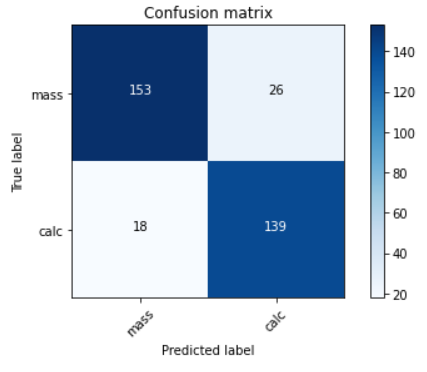 Confusion matrix
True label
mass
153
26
calc
18
139
mass
calc
Predicted label
140
120
100
80
60
40
20